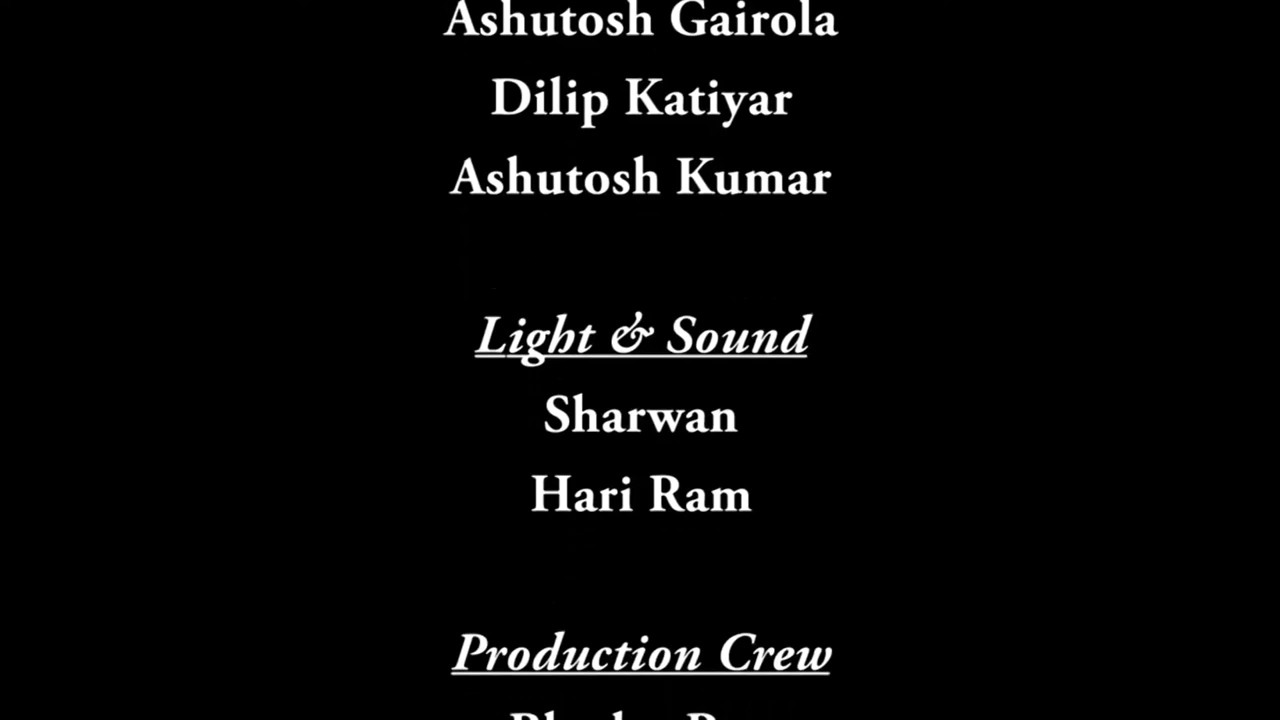 Ashutosh Gairola
Dilip Katiyar
Ashutosh Kumar
Light & Sound
Sharwan
Hari Ram
Production Crew